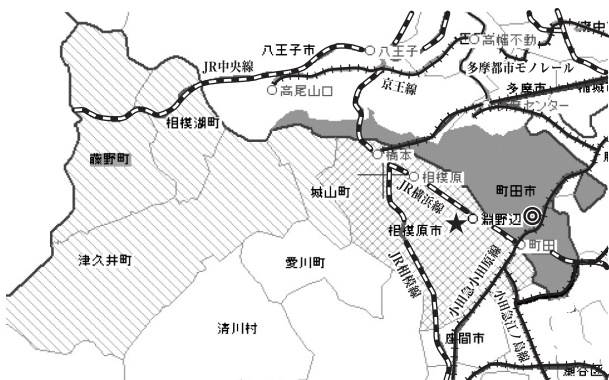 八王子市
八王子
高幡不動
JR中央線
高尾山口
京王線
多摩都市モノレール
多摩市
相模湖町
藤野町
橋本
相模原
城山町
JR横浜線
町田市
淵野辺
相模原市
町田
津久井町
愛川町
JR相模線
小田急小田原線
小田急江ノ島線
清川村
座間市
瀬谷区